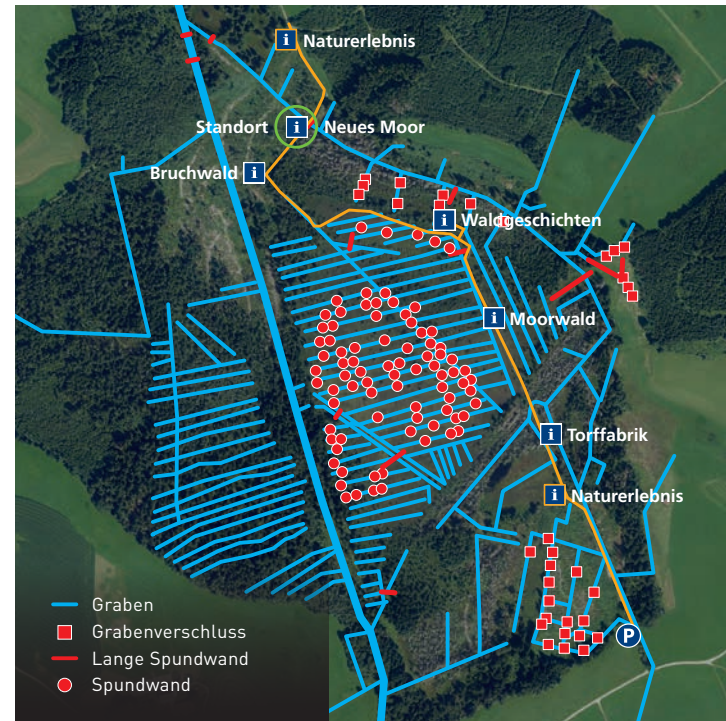 i Naturerlebnis
Standort i Neues Moor
Bruchwald i
i Waldgeschichten
i Moorwald
i Torffabrik
i Naturerlebnis
P
Graben
Grabenverschluss
Lange Spundwand
Spundwand